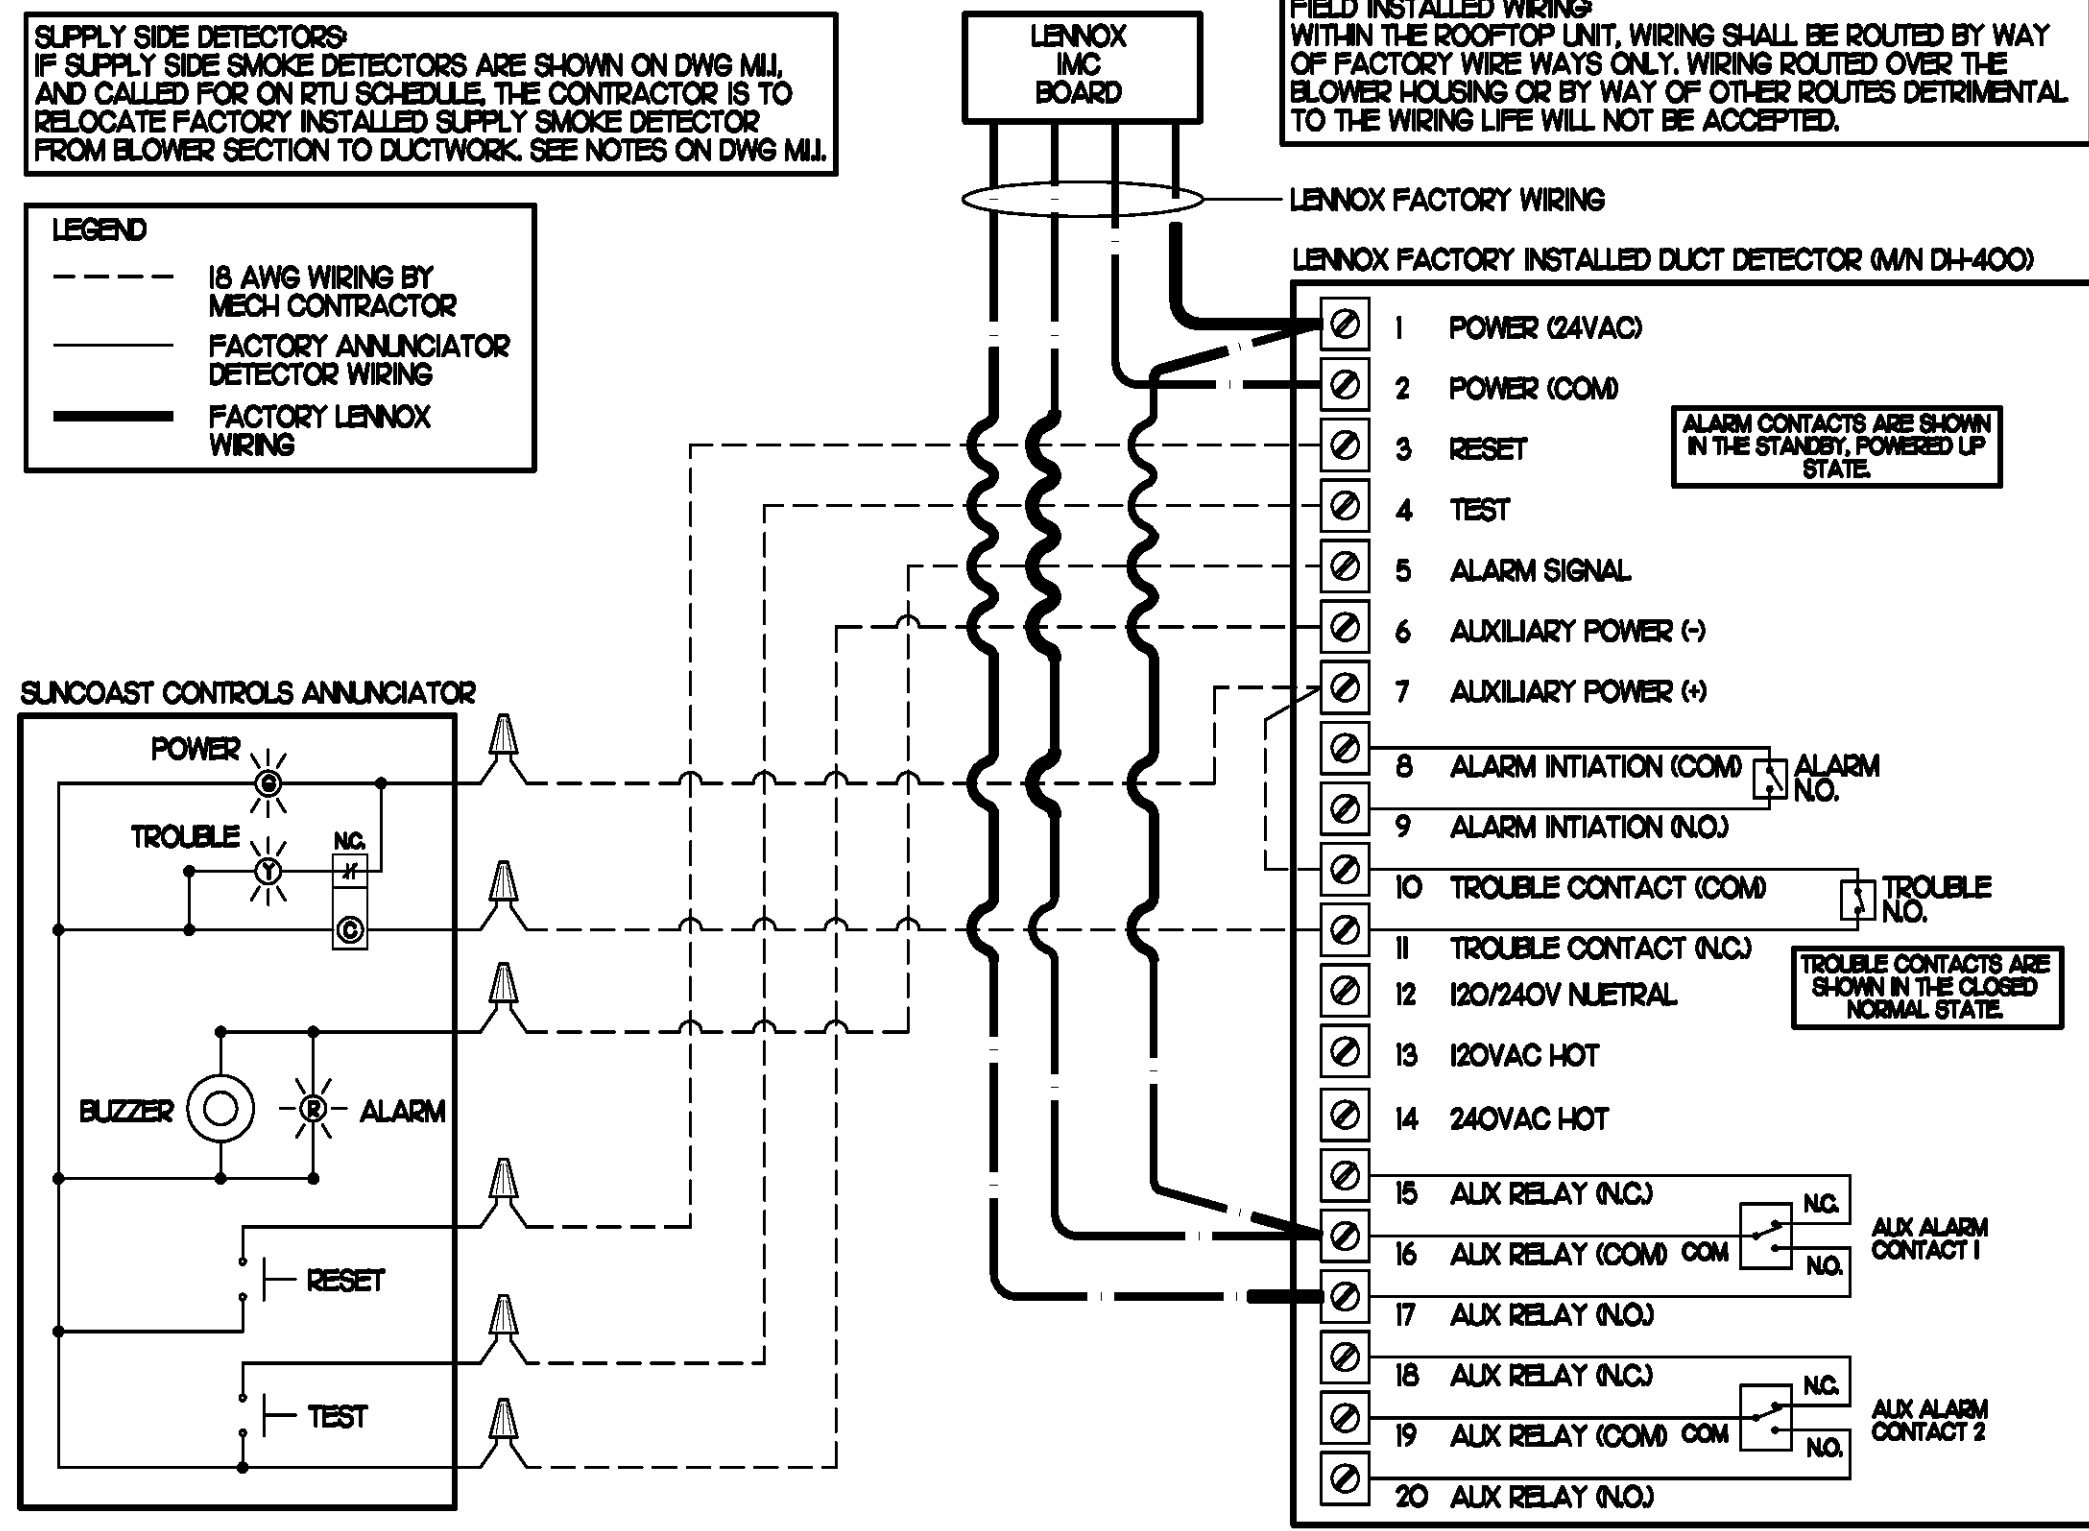 SUPPLY SIDE DETECTORS:
IF SUPPLY SIDE SMOKE DETECTORS ARE SHOWN ON DWG M1.1,
AND CALLED FOR ON RTU SCHEDULE, THE CONTRACTOR IS TO
RELOCATE FACTORY INSTALLED SUPPLY SMOKE DETECTOR
FROM BLOWER SECTION TO DUCTWORK. SEE NOTES ON DWG M1.1.
LENNOX
IMC
BOARD
FIELD INSTALLED WIRING:
WITHIN THE ROOFTOP UNIT, WIRING SHALL BE ROUTED BY WAY
OF FACTORY WIRE WAYS ONLY. WIRING ROUTED OVER THE
BLOWER HOUSING OR BY WAY OF OTHER ROUTES DETRIMENTAL
TO THE WIRING LIFE WILL NOT BE ACCEPTED.
LEGEND
18 AWG WIRING BY
MECH CONTRACTOR
FACTORY ANNUNCIATOR
DETECTOR WIRING
FACTORY LENNOX
WIRING
LENNOX FACTORY WIRING
LENNOX FACTORY INSTALLED DUCT DETECTOR (M/N DH-400)
1 POWER (24VAC)
2 POWER (COM)
3 RESET
4 TEST
5 ALARM SIGNAL
6 AUXILIARY POWER (-)
7 AUXILIARY POWER (+)
8 ALARM INTIATION (COM)
9 ALARM INTIATION (N.O.)
10 TROUBLE CONTACT (COM)
11 TROUBLE CONTACT (N.C.)
12 120/240V NUETRAL
13 120VAC HOT
14 240VAC HOT
15 AUX RELAY (N.C.)
16 AUX RELAY (COM) COM
17 AUX RELAY (N.O.)
18 AUX RELAY (N.C.)
19 AUX RELAY (COM) COM
20 AUX RELAY (N.O.)
ALARM CONTACTS ARE SHOWN
IN THE STANDBY, POWERED UP
STATE.
ALARM
N.O.
TROUBLE
N.O.
TROUBLE CONTACTS ARE
SHOWN IN THE CLOSED
NORMAL STATE.
N.C.
AUX ALARM
CONTACT 1
N.O.
N.C.
AUX ALARM
CONTACT 2
N.O.
SUNCOAST CONTROLS ANNUNCIATOR
POWER
G
TROUBLE
Y
N.C.
C
BUZZER
R
ALARM
RESET
TEST